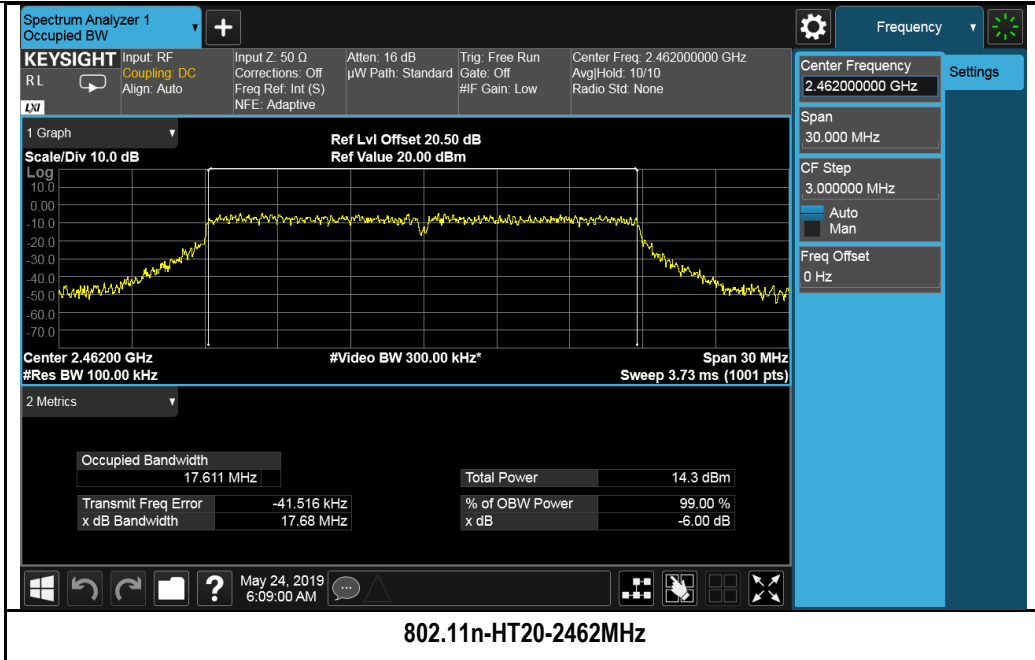 Spectrum Analyzer 1
Occupied BW
Frequency
KEYSIGHT
R L
LXI
Input: RF
Coupling: DC
Align: Auto
Input Z: 50 Ω
Corrections: Off
Freq Ref: Int (S)
NFE: Adaptive
Atten: 16 dB
µW Path: Standard
Trig: Free Run
Gate: Off
#IF Gain: Low
Center Freq: 2.462000000 GHz
Avg|Hold: 10/10
Radio Std: None
Center Frequency
2.462000000 GHz
Settings
Span
30.000 MHz
CF Step
3.000000 MHz
Auto
Man
Freq Offset
0 Hz
1 Graph
Scale/Div 10.0 dB
Ref Lvl Offset 20.50 dB
Ref Value 20.00 dBm
Log
10.0
0.00
-10.0
-20.0
-30.0
-40.0
-50.0
-60.0
-70.0
Center 2.46200 GHz
#Video BW 300.00 kHz*
Span 30 MHz
#Res BW 100.00 kHz
Sweep 3.73 ms (1001 pts)
2 Metrics
Occupied Bandwidth
17.611 MHz
Total Power 14.3 dBm
Transmit Freq Error -41.516 kHz
% of OBW Power 99.00 %
x dB Bandwidth 17.68 MHz
x dB -6.00 dB
?
May 24, 2019
6:09:00 AM
802.11n-HT20-2462MHz